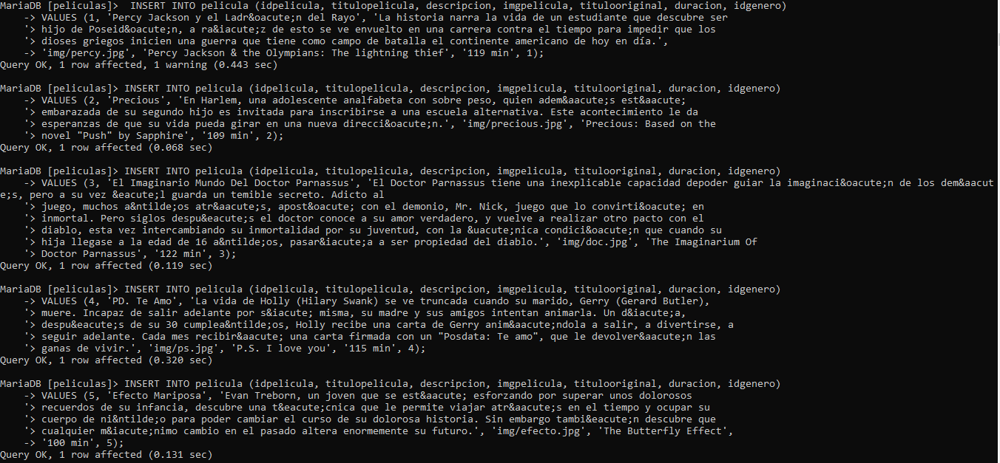 MariaDB [peliculas]>  INSERT INTO pelicula (idpelicula, titulopelicula, descripcion, imgpelicula, titulooriginal, duracion, idgenero)
    -> VALUES (1, 'Percy Jackson y el Ladr&oacute;n del Rayo', 'La historia narra la vida de un estudiante que descubre ser
    '> hijo de Poseid&oacute;n, a ra&iacute;z de esto se ve envuelto en una carrera contra el tiempo para impedir que los
    '> dioses griegos inicien una guerra que tiene como campo de batalla el continente americano de hoy en día.',
    -> 'img/percy.jpg', 'Percy Jackson & the Olympians: The lightning thief', '119 min', 1);
Query OK, 1 row affected, 1 warning (0.443 sec)

MariaDB [peliculas]> INSERT INTO pelicula (idpelicula, titulopelicula, descripcion, imgpelicula, titulooriginal, duracion, idgenero)
    -> VALUES (2, 'Precious', 'En Harlem, una adolescente analfabeta con sobre peso, quien adem&aacute;s est&aacute;
    '> embarazada de su segundo hijo es invitada para inscribirse a una escuela alternativa. Este acontecimiento le da
    '> esperanzas de que su vida pueda girar en una nueva direcci&oacute;n.', 'img/precious.jpg', 'Precious: Based on the
    '> novel "Push" by Sapphire', '109 min', 2);
Query OK, 1 row affected (0.068 sec)

MariaDB [peliculas]> INSERT INTO pelicula (idpelicula, titulopelicula, descripcion, imgpelicula, titulooriginal, duracion, idgenero)
    -> VALUES (3, 'El Imaginario Mundo Del Doctor Parnassus', 'El Doctor Parnassus tiene una inexplicable capacidad depoder guiar la imaginaci&oacute;n de los dem&aacut
e;s, pero a su vez &eacute;l guarda un temible secreto. Adicto al
    '> juego, muchos a&ntilde;os atr&aacute;s, apost&oacute; con el demonio, Mr. Nick, juego que lo convirti&oacute; en
    '> inmortal. Pero siglos despu&eacute;s el doctor conoce a su amor verdadero, y vuelve a realizar otro pacto con el
    '> diablo, esta vez intercambiando su inmortalidad por su juventud, con la &uacute;nica condici&oacute;n que cuando su
    '> hija llegase a la edad de 16 a&ntilde;os, pasar&iacute;a a ser propiedad del diablo.', 'img/doc.jpg', 'The Imaginarium Of
    '> Doctor Parnassus', '122 min', 3);
Query OK, 1 row affected (0.119 sec)

MariaDB [peliculas]> INSERT INTO pelicula (idpelicula, titulopelicula, descripcion, imgpelicula, titulooriginal, duracion, idgenero)
    -> VALUES (4, 'PD. Te Amo', 'La vida de Holly (Hilary Swank) se ve truncada cuando su marido, Gerry (Gerard Butler),
    '> muere. Incapaz de salir adelante por s&iacute; misma, su madre y sus amigos intentan animarla. Un d&iacute;a,
    '> despu&eacute;s de su 30 cumplea&ntilde;os, Holly recibe una carta de Gerry anim&aacute;ndola a salir, a divertirse, a
    '> seguir adelante. Cada mes recibir&aacute; una carta firmada con un "Posdata: Te amo", que le devolver&aacute;n las
    '> ganas de vivir.', 'img/ps.jpg', 'P.S. I love you', '115 min', 4);
Query OK, 1 row affected (0.320 sec)

MariaDB [peliculas]> INSERT INTO pelicula (idpelicula, titulopelicula, descripcion, imgpelicula, titulooriginal, duracion, idgenero)
    -> VALUES (5, 'Efecto Mariposa', 'Evan Treborn, un joven que se est&aacute; esforzando por superar unos dolorosos
    '> recuerdos de su infancia, descubre una t&eacute;cnica que le permite viajar atr&aacute;s en el tiempo y ocupar su
    '> cuerpo de ni&ntilde;o para poder cambiar el curso de su dolorosa historia. Sin embargo tambi&eacute;n descubre que
    '> cualquier m&iacute;nimo cambio en el pasado altera enormemente su futuro.', 'img/efecto.jpg', 'The Butterfly Effect',
    -> '100 min', 5);
Query OK, 1 row affected (0.131 sec)